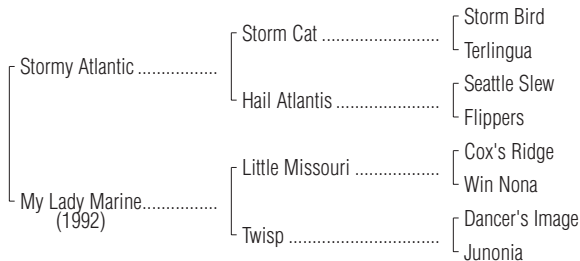 Storm Bird
Storm Cat ........................
Terlingua
Stormy Atlantic ................
Seattle Slew
Hail Atlantis .....................
Flippers
Cox's Ridge
Little Missouri .................
Win Nona
My Lady Marine...............
(1992)
Dancer's Image
Twisp ..............................
Junonia